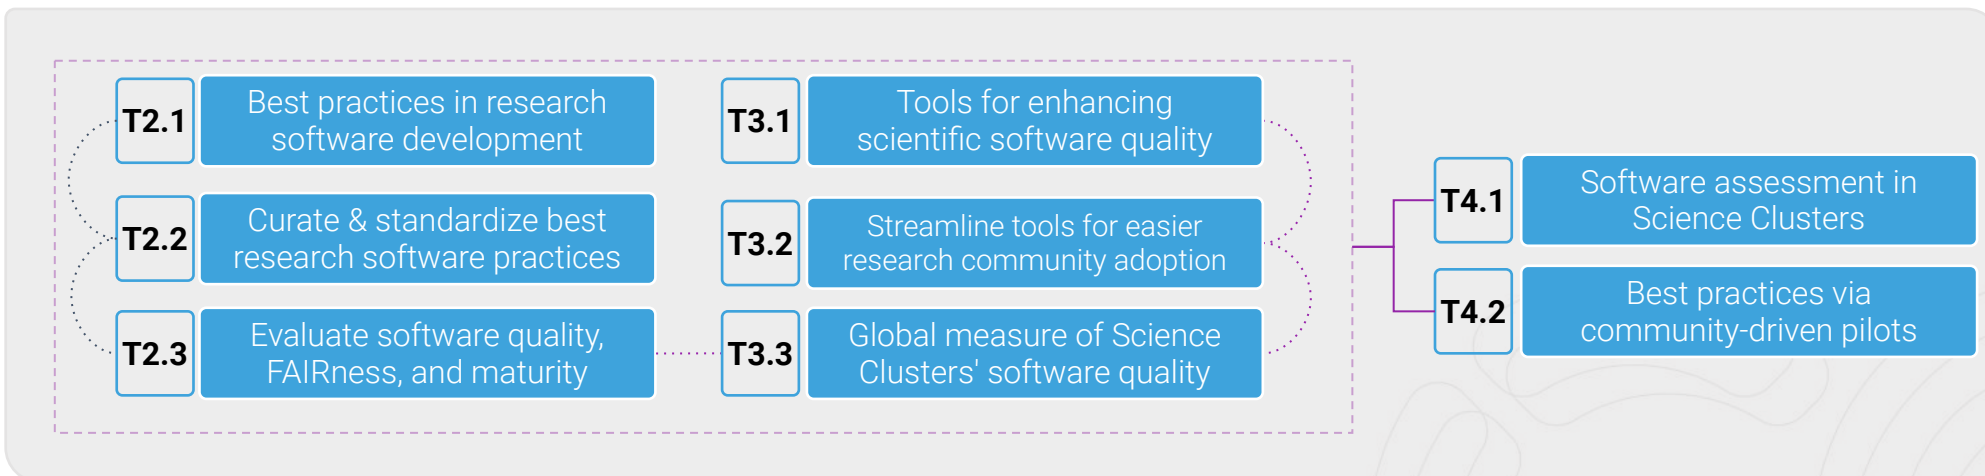 T2.1
Best practices in research
software development
T2.2
Curate & standardize best
research software practices
T2.3
Evaluate software quality,
FAIRness, and maturity
T3.1
Tools for enhancing
scientific software quality
T3.2
Streamline tools for easier
research community adoption
T3.3
Global measure of Science
Clusters' software quality
T4.1
Software assessment in
Science Clusters
T4.2
Best practices via
community-driven pilots